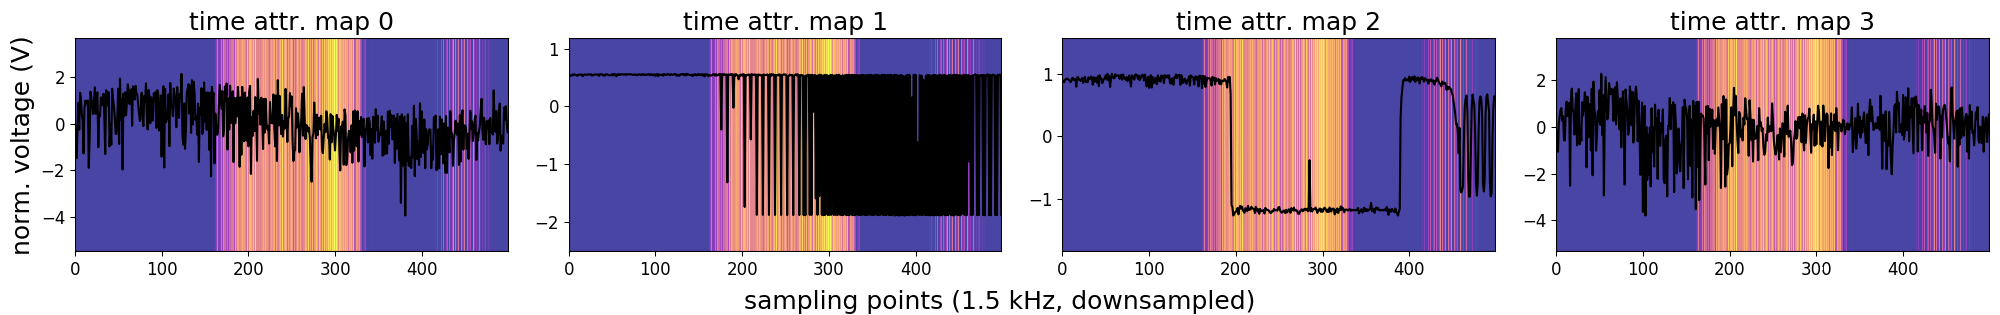 time attr. map 0
time attr. map 1
time attr. map 2
time attr. map 3
norm. voltage (V)
2
0
−2
−4
0 100 200 300 400
1
0
−1
−2
0 100 200 300 400
1
0
−1
0 100 200 300 400
2
0
−2
−4
0 100 200 300 400
sampling points (1.5 kHz, downsampled)